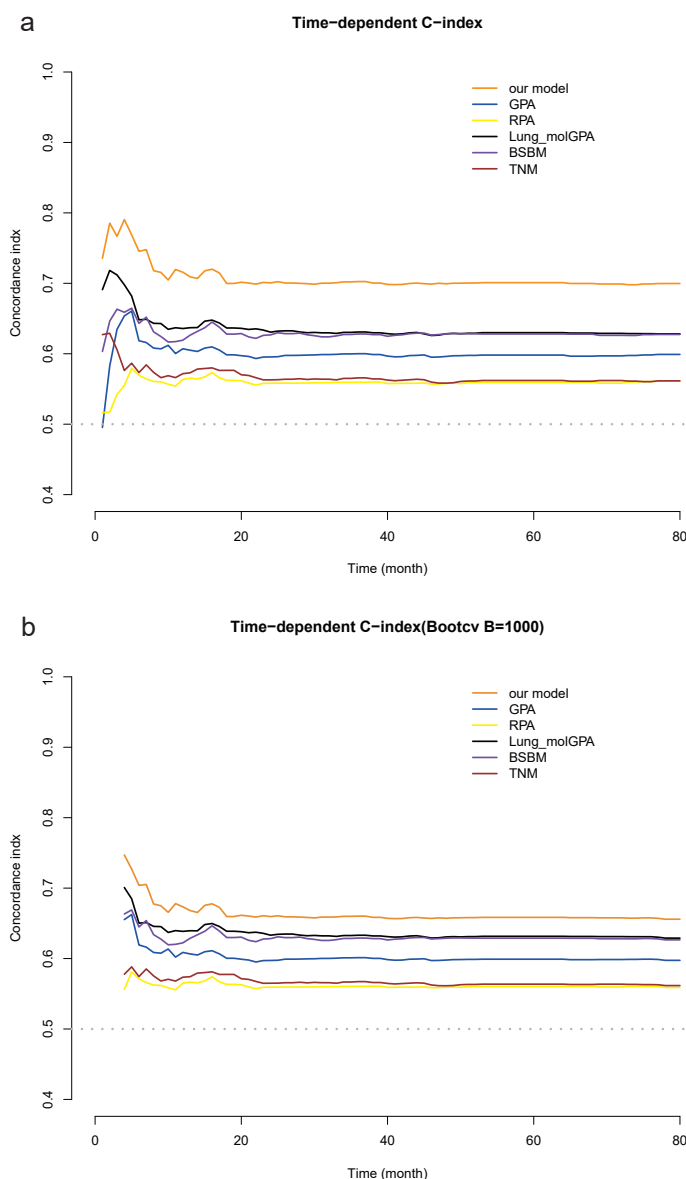 a
Time-dependent C-index
1.0
our model
GPA
0.9
RPA
Lung_molGPA
BSBM
TNM
0.8
Concordance indx
0.7
0.6
0.5
0.4
0 20 40 60 80
Time (month)
b
Time-dependent C-index(Bootcv B=1000)
1.0
our model
GPA
RPA
0.9
Lung_molGPA
BSBM
TNM
0.8
Concordance indx
0.7
0.6
0.5
0.4
0 20 40 60 80
Time (month)